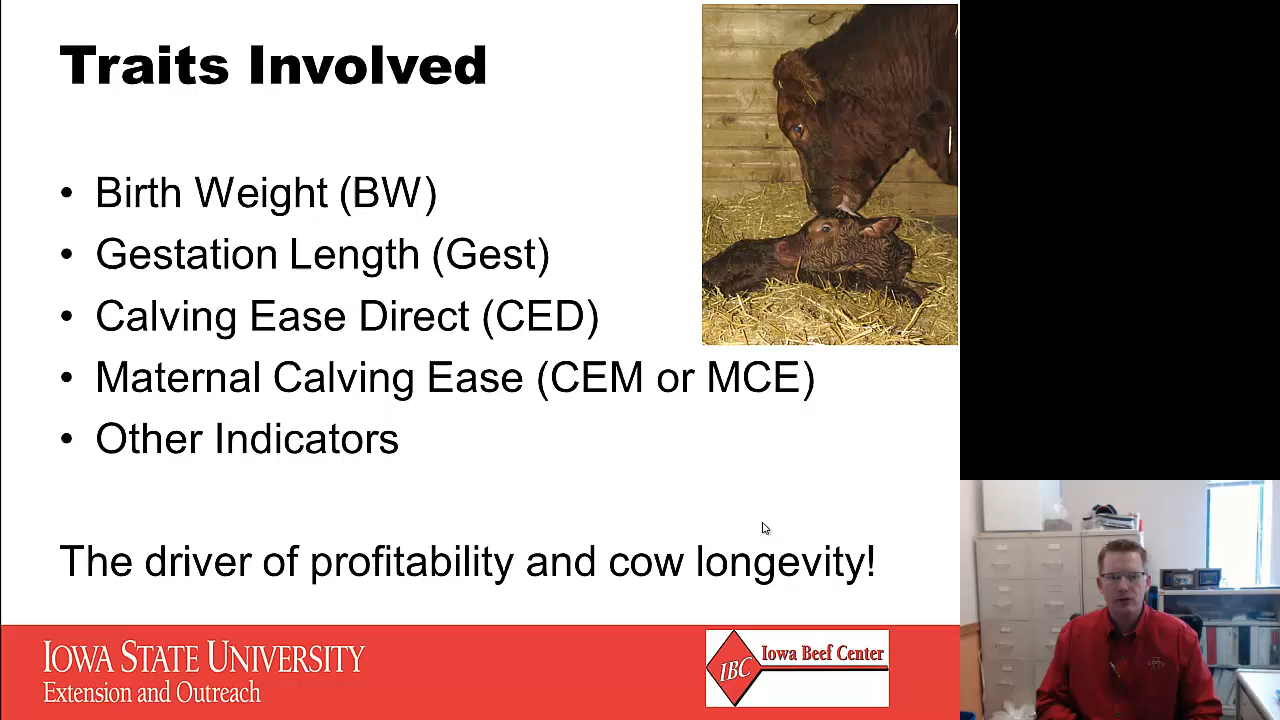 Traits Involved
• Birth Weight (BW)
• Gestation Length (Gest)
• Calving Ease Direct (CED)
• Maternal Calving Ease (CEM or MCE)
• Other Indicators
The driver of profitability and cow longevity!
IOWA STATE UNIVERSITY
Extension and Outreach
IBC
Iowa Beef Center